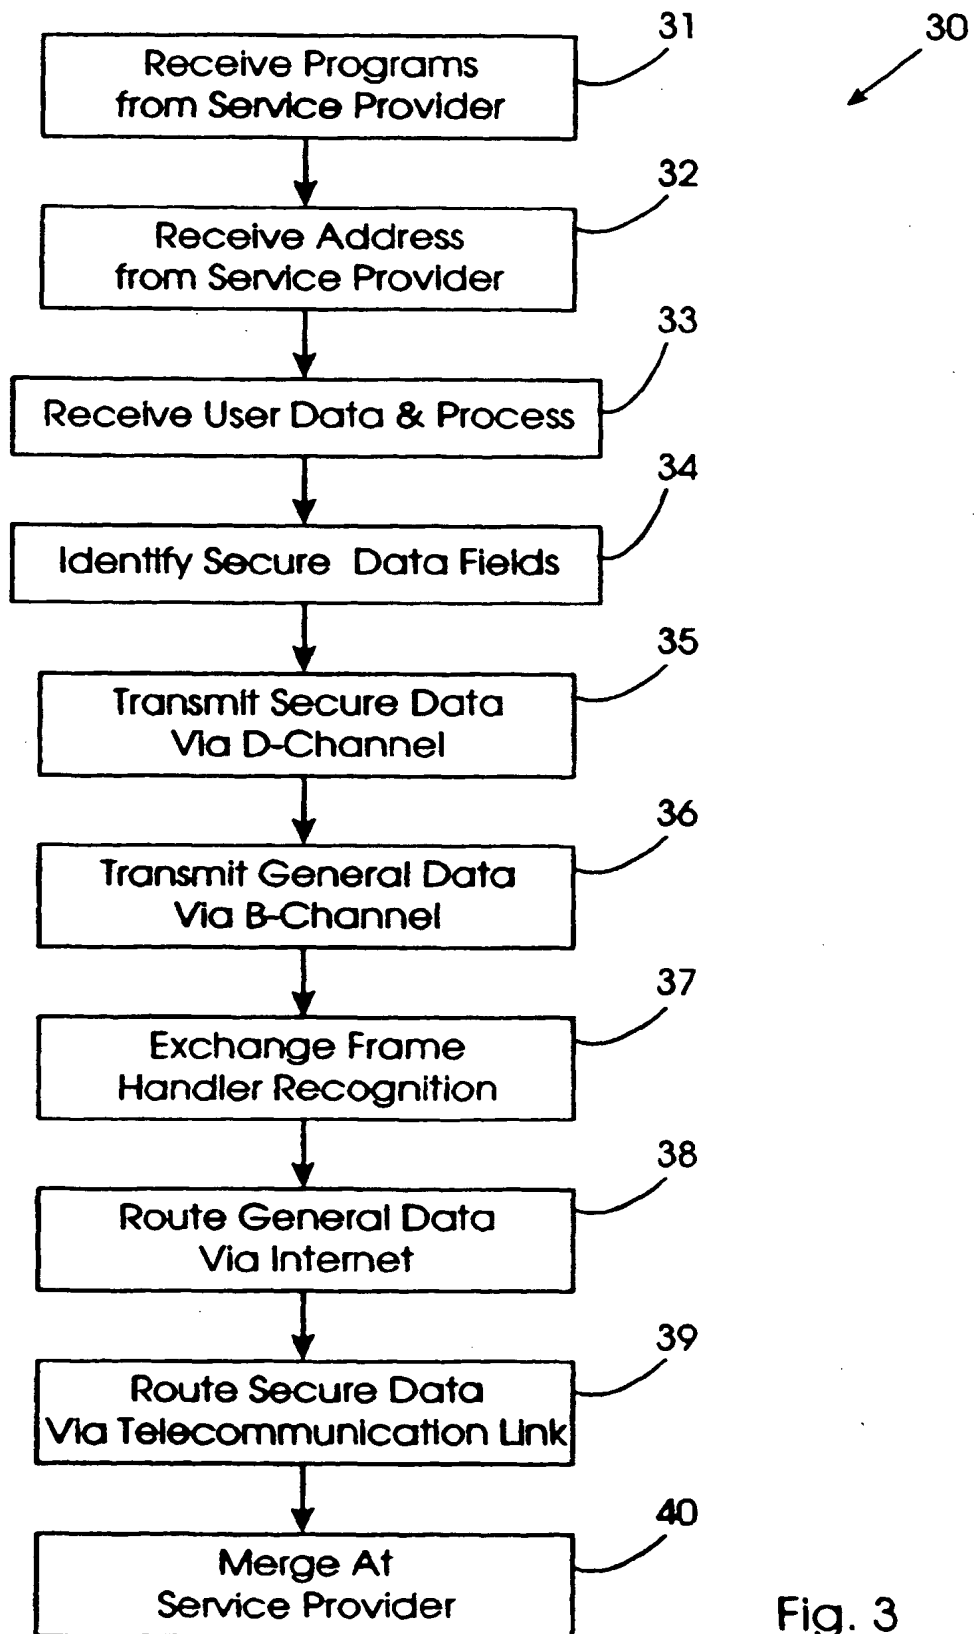 31
30
Receive Programs
from Service Provider
32
Receive Address
from Service Provider
33
Receive User Data & Process
34
Identify Secure Data Fields
35
Transmit Secure Data
Via D-Channel
36
Transmit General Data
Via B-Channel
37
Exchange Frame
Handler Recognition
38
Route General Data
Via Internet
39
Route Secure Data
Via Telecommunication Link
40
Merge At
Service Provider
Fig. 3